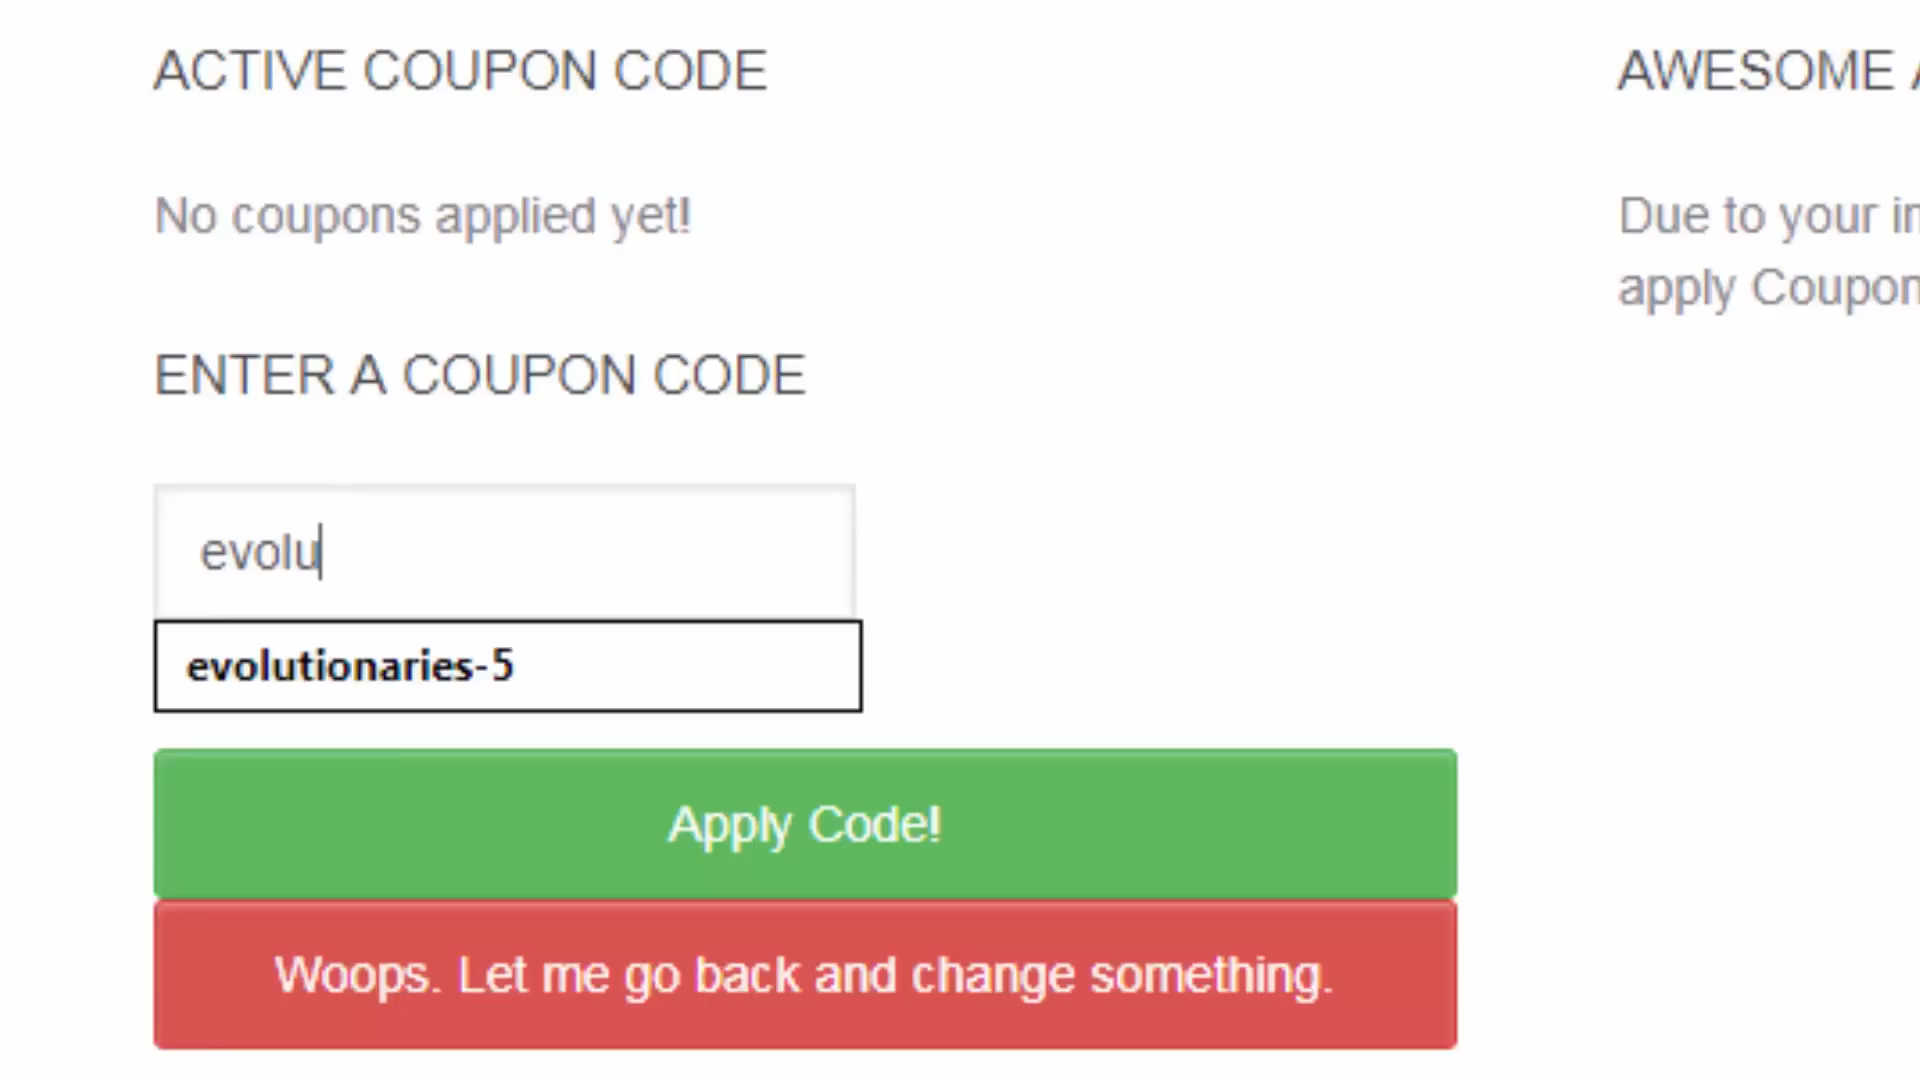 ACTIVE COUPON CODE
No coupons applied yet!
ENTER A COUPON CODE
evolu
evolutionaries-5
Apply Code!
Woops. Let me go back and change something.
AWESOME
Due to your
apply Coupon